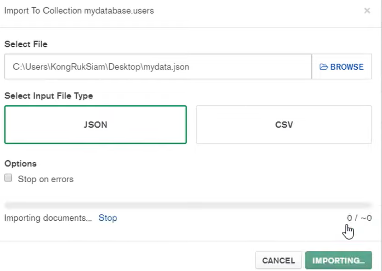 Import To Collection mydatabase.users ×
Select File
C:\Users\KongRukSiam\Desktop\mydata.json BROWSE
Select Input File Type
JSON CSV
Options
Stop on errors
Importing documents... Stop 0 / ~0
CANCEL IMPORTING...